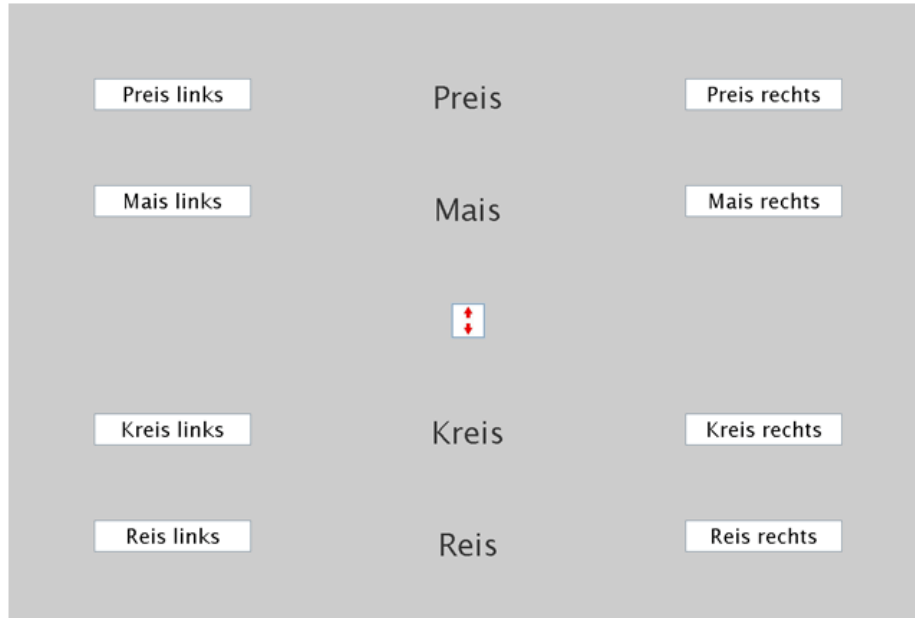 Preis links Preis Preis rechts
Mais links Mais Mais rechts
Kreis links Kreis Kreis rechts
Reis links Reis Reis rechts